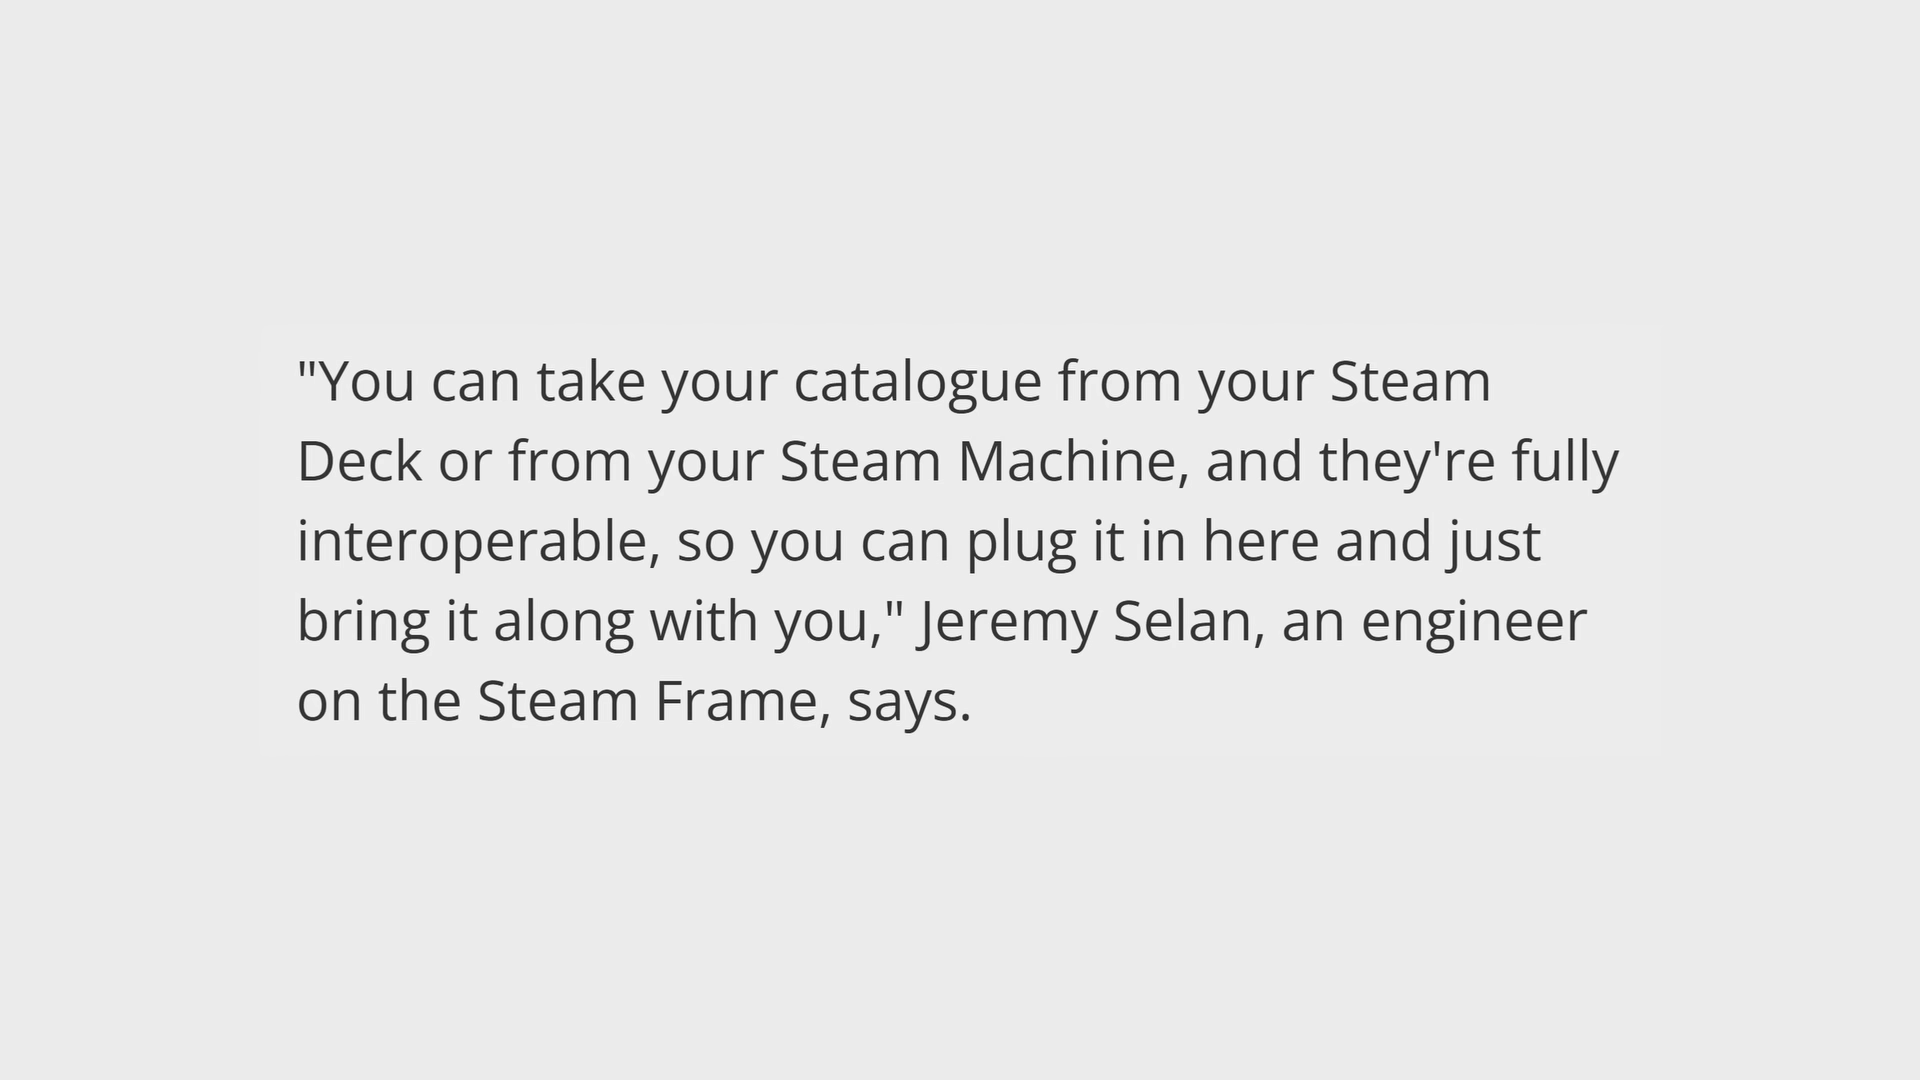 "You can take your catalogue from your Steam
Deck or from your Steam Machine, and they're fully
interoperable, so you can plug it in here and just
bring it along with you," Jeremy Selan, an engineer
on the Steam Frame, says.